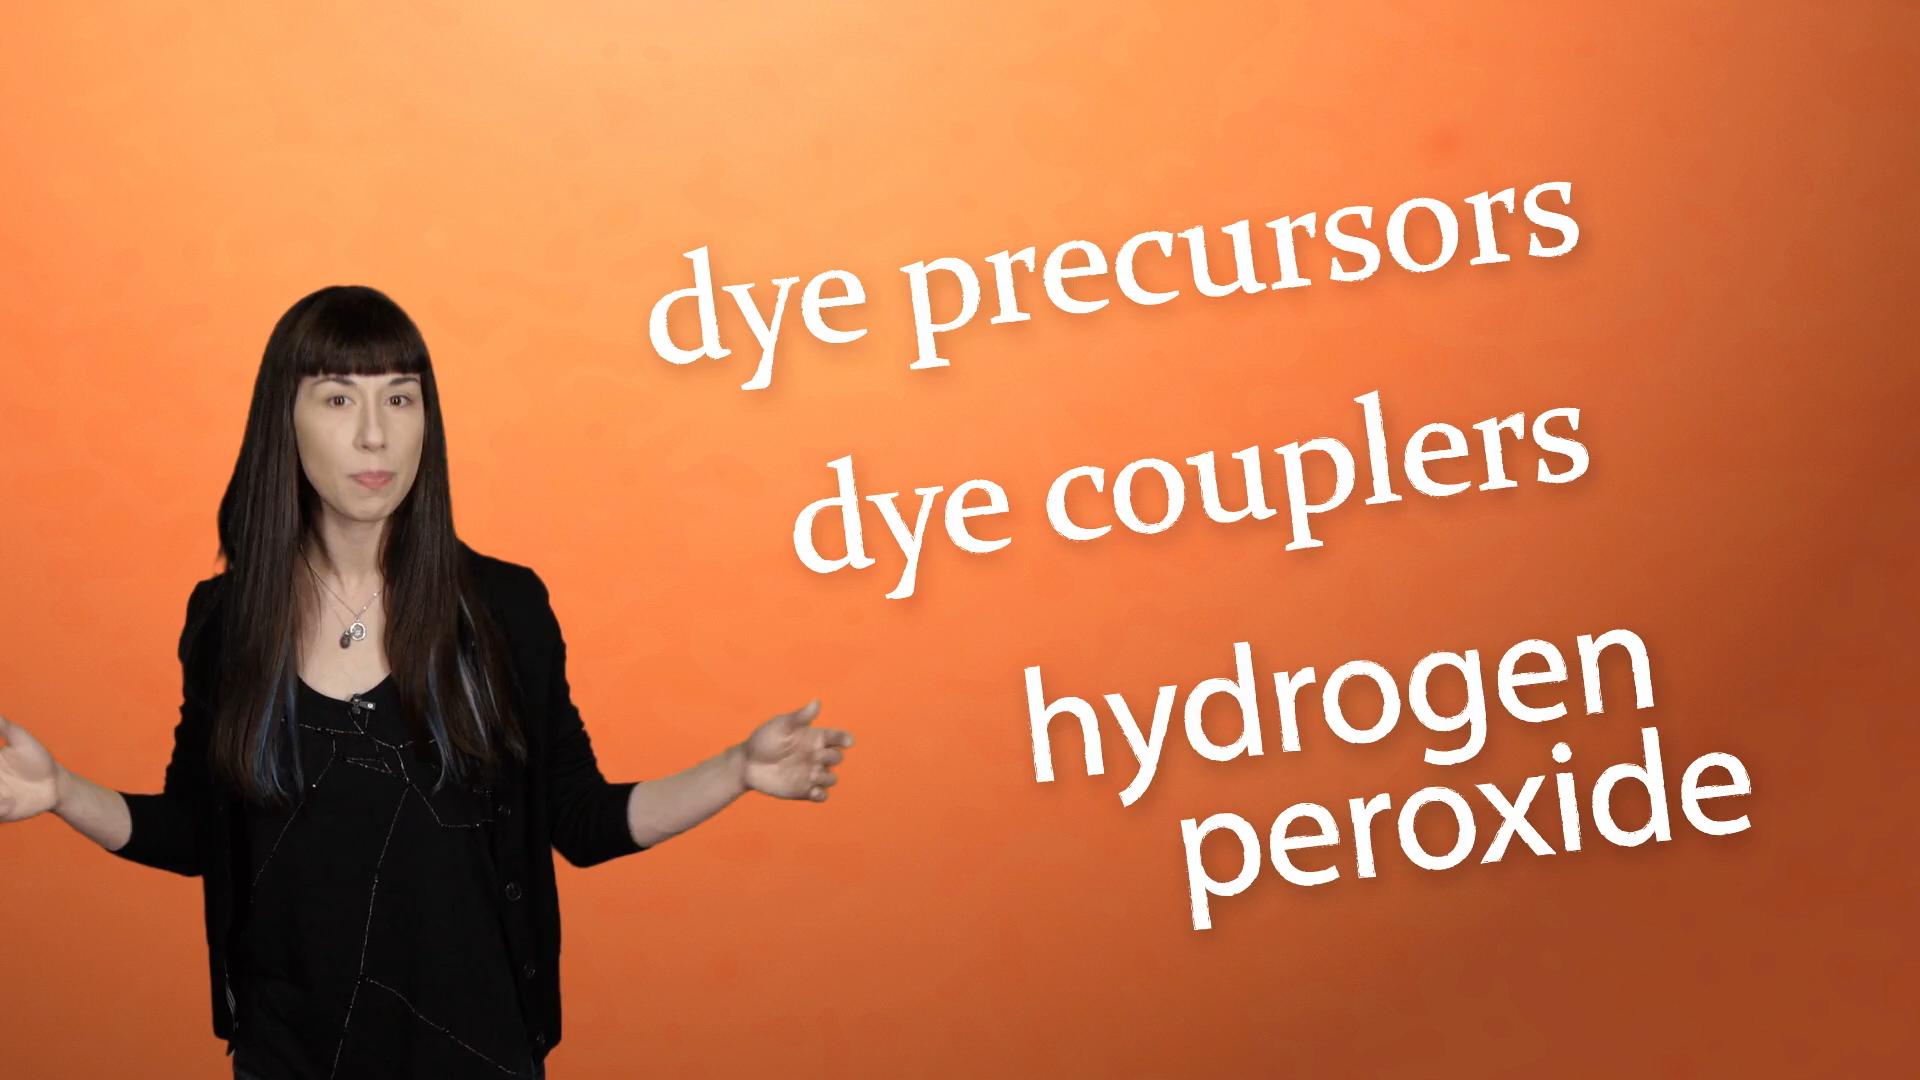 dye precursors
dye couplers
hydrogen
peroxide